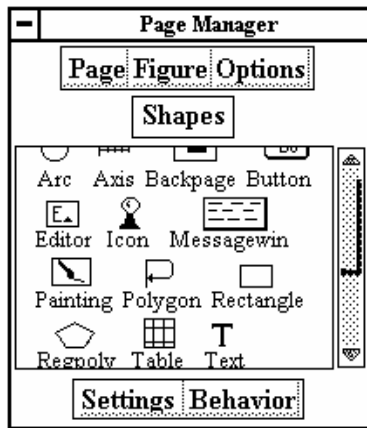 Page Manager
Page Figure Options
Shapes
Do
Arc Axis Backpage Button
E
Editor Icon Messagewin
Painting Polygon Rectangle
T
Regpoly Table Text
Settings Behavior